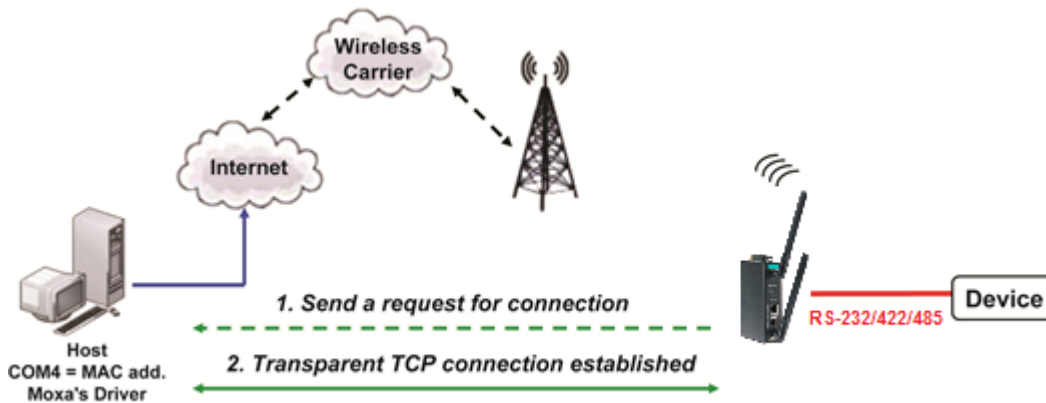 Wireless
Carrier
Internet
1. Send a request for connection
RS-232/422/485
Device
Host
COM4 = MAC add.
Moxa's Driver
2. Transparent TCP connection established